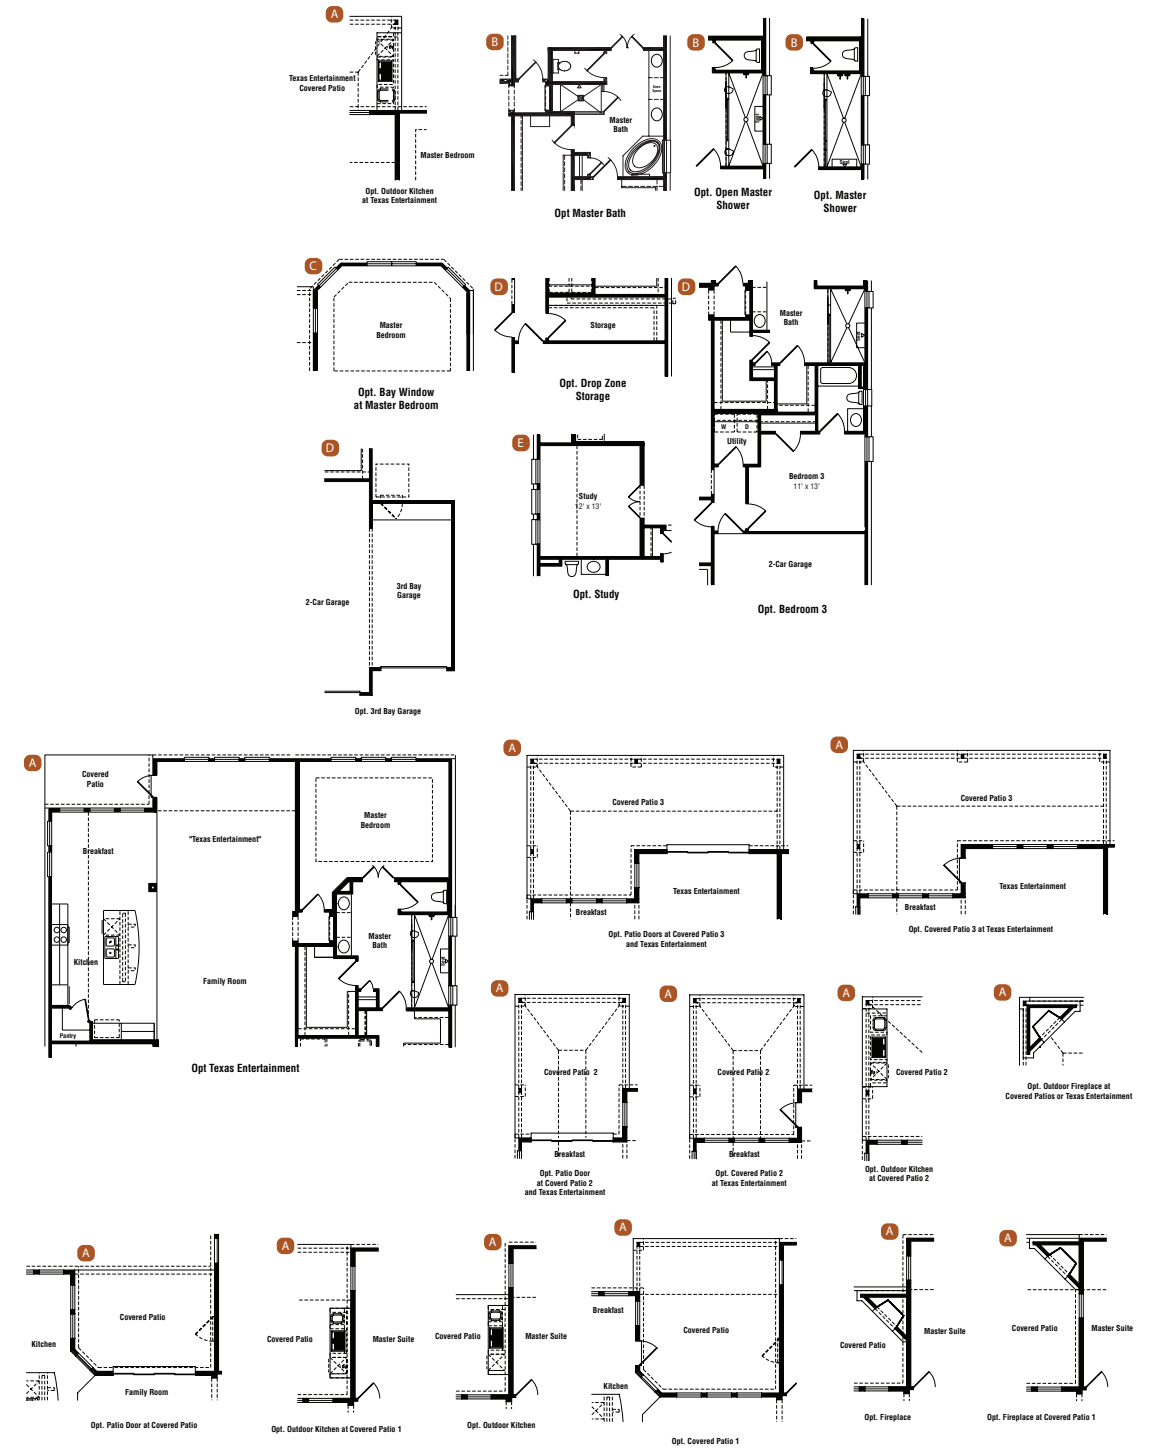 A
Texas Entertainment
Covered Patio
Master Bedroom
Opt. Outdoor Kitchen
at Texas Entertainment
B
Knee
Space
Master
Bath
Opt Master Bath
B
Seat
Opt. Open Master
Shower
B
Seat
Opt. Master
Shower
C
Master
Bedroom
Opt. Bay Window
at Master Bedroom
D
Storage
Opt. Drop Zone
Storage
D
Master
Bath
Seat
W
D
Utility
Bedroom 3
11' x 13'
2-Car Garage
Opt. Bedroom 3
D
3rd Bay
Garage
2-Car Garage
Opt. 3rd Bay Garage
E
Study
12' x 13'
Opt. Study
A
Covered
Patio
Master
Bedroom
"Texas Entertainment"
Breakfast
Master
Bath
Seat
Kitchen
Family Room
Pantry
Opt Texas Entertainment
A
Covered Patio 3
Texas Entertainment
Breakfast
Opt. Patio Doors at Covered Patio 3
and Texas Entertainment
A
Covered Patio 3
Texas Entertainment
Breakfast
Opt. Covered Patio 3 at Texas Entertainment
A
Covered Patio 2
Breakfast
Opt. Patio Door
at Coverd Patio 2
and Texas Entertainment
A
Covered Patio 2
Breakfast
Opt. Covered Patio 2
at Texas Entertainment
A
Covered Patio 2
Opt. Outdoor Kitchen
at Covered Patio 2
A
Opt. Outdoor Fireplace at
Covered Patios or Texas Entertainment
A
Covered Patio
Kitchen
Family Room
Opt. Patio Door at Covered Patio
A
Covered Patio
Master Suite
Opt. Outdoor Kitchen at Covered Patio 1
A
Covered Patio
Master Suite
Opt. Outdoor Kitchen
A
Breakfast
Covered Patio
Kitchen
Opt. Covered Patio 1
A
Master Suite
Covered Patio
Opt. Fireplace
A
Covered Patio
Master Suite
Opt. Fireplace at Covered Patio 1